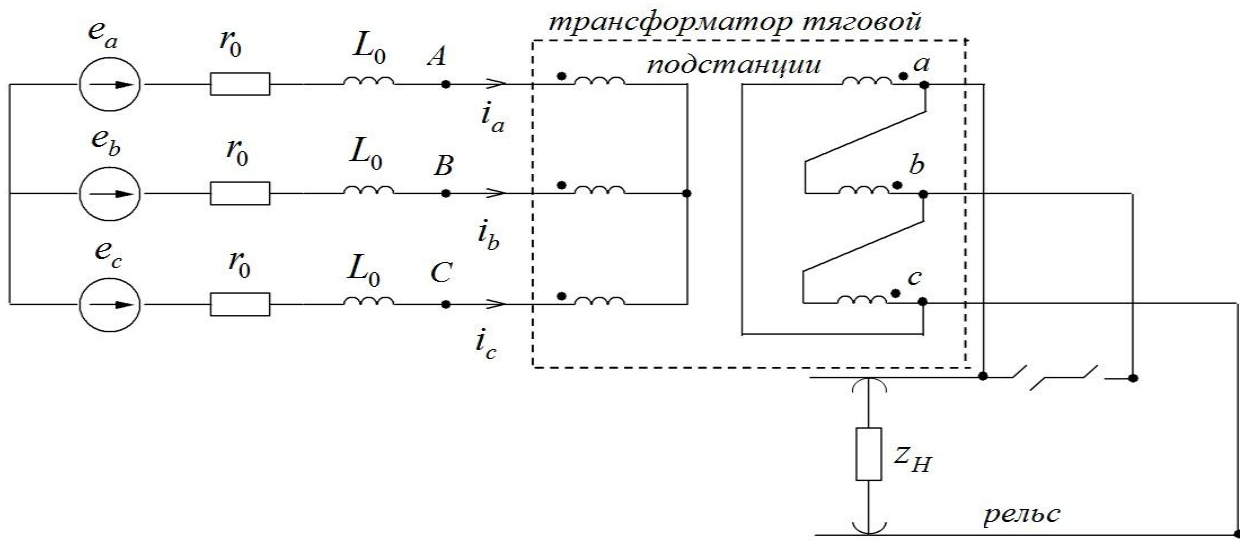 трансформатор тяговой
подстанции
e_a r_0 L_0 A i_a a
e_b r_0 L_0 B i_b b
e_c r_0 L_0 C i_c c
z_H
рельс